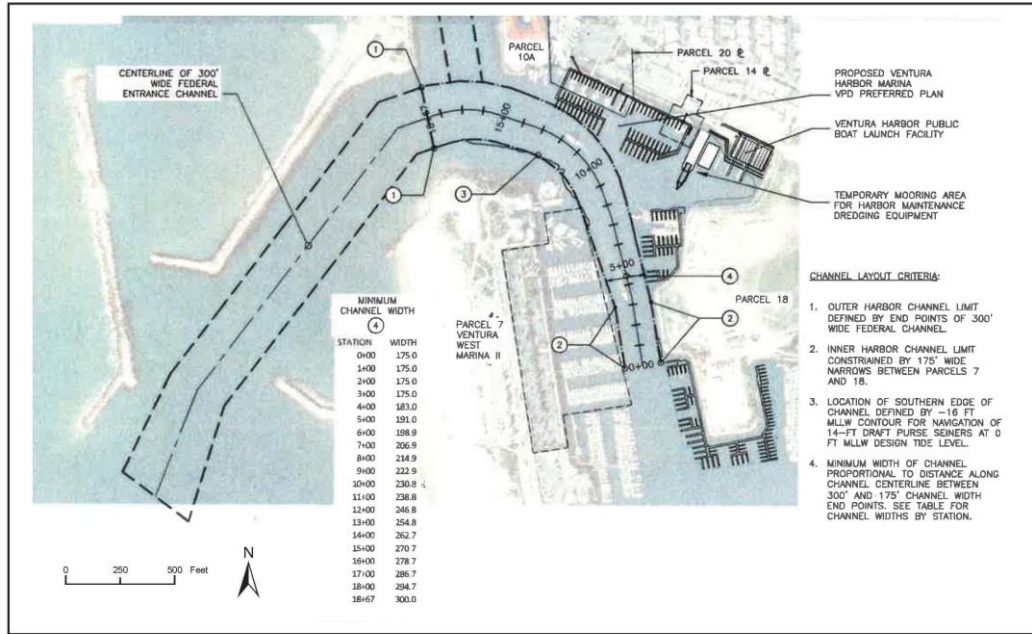 PARCEL
10A
PARCEL 20 ℄
PARCEL 14 ℄
1
CENTERLINE OF 300'
WIDE FEDERAL
ENTRANCE CHANNEL
PROPOSED VENTURA
HARBOR MARINA
VPD PREFERRED PLAN
VENTURA HARBOR PUBLIC
BOAT LAUNCH FACILITY
15+00
10+00
1
3
TEMPORARY MOORING AREA
FOR HARBOR MAINTENANCE
DREDGING EQUIPMENT
5+00
4
PARCEL 18
2
PARCEL 7
VENTURA
WEST
MARINA II
2
0+00
MINIMUM
CHANNEL WIDTH
4
STATION WIDTH
0+00 175.0
1+00 175.0
2+00 175.0
3+00 175.0
4+00 183.0
5+00 191.0
6+00 198.9
7+00 206.9
8+00 214.9
9+00 222.9
10+00 230.8
11+00 238.8
12+00 246.8
13+00 254.8
14+00 262.7
15+00 270.7
16+00 278.7
17+00 286.7
18+00 294.7
18+67 300.0
CHANNEL LAYOUT CRITERIA:
1. OUTER HARBOR CHANNEL LIMIT
DEFINED BY END POINTS OF 300'
WIDE FEDERAL CHANNEL.
2. INNER HARBOR CHANNEL LIMIT
CONSTRAINED BY 175' WIDE
NARROWS BETWEEN PARCELS 7
AND 18.
3. LOCATION OF SOUTHERN EDGE OF
CHANNEL DEFINED BY -16 FT
MLLW CONTOUR FOR NAVIGATION OF
14-FT DRAFT PURSE SEINERS AT 0
FT MLLW DESIGN TIDE LEVEL.
4. MINIMUM WIDTH OF CHANNEL
PROPORTIONAL TO DISTANCE ALONG
CHANNEL CENTERLINE BETWEEN
300' AND 175' CHANNEL WIDTH
END POINTS. SEE TABLE FOR
CHANNEL WIDTHS BY STATION.
0 250 500 Feet
N